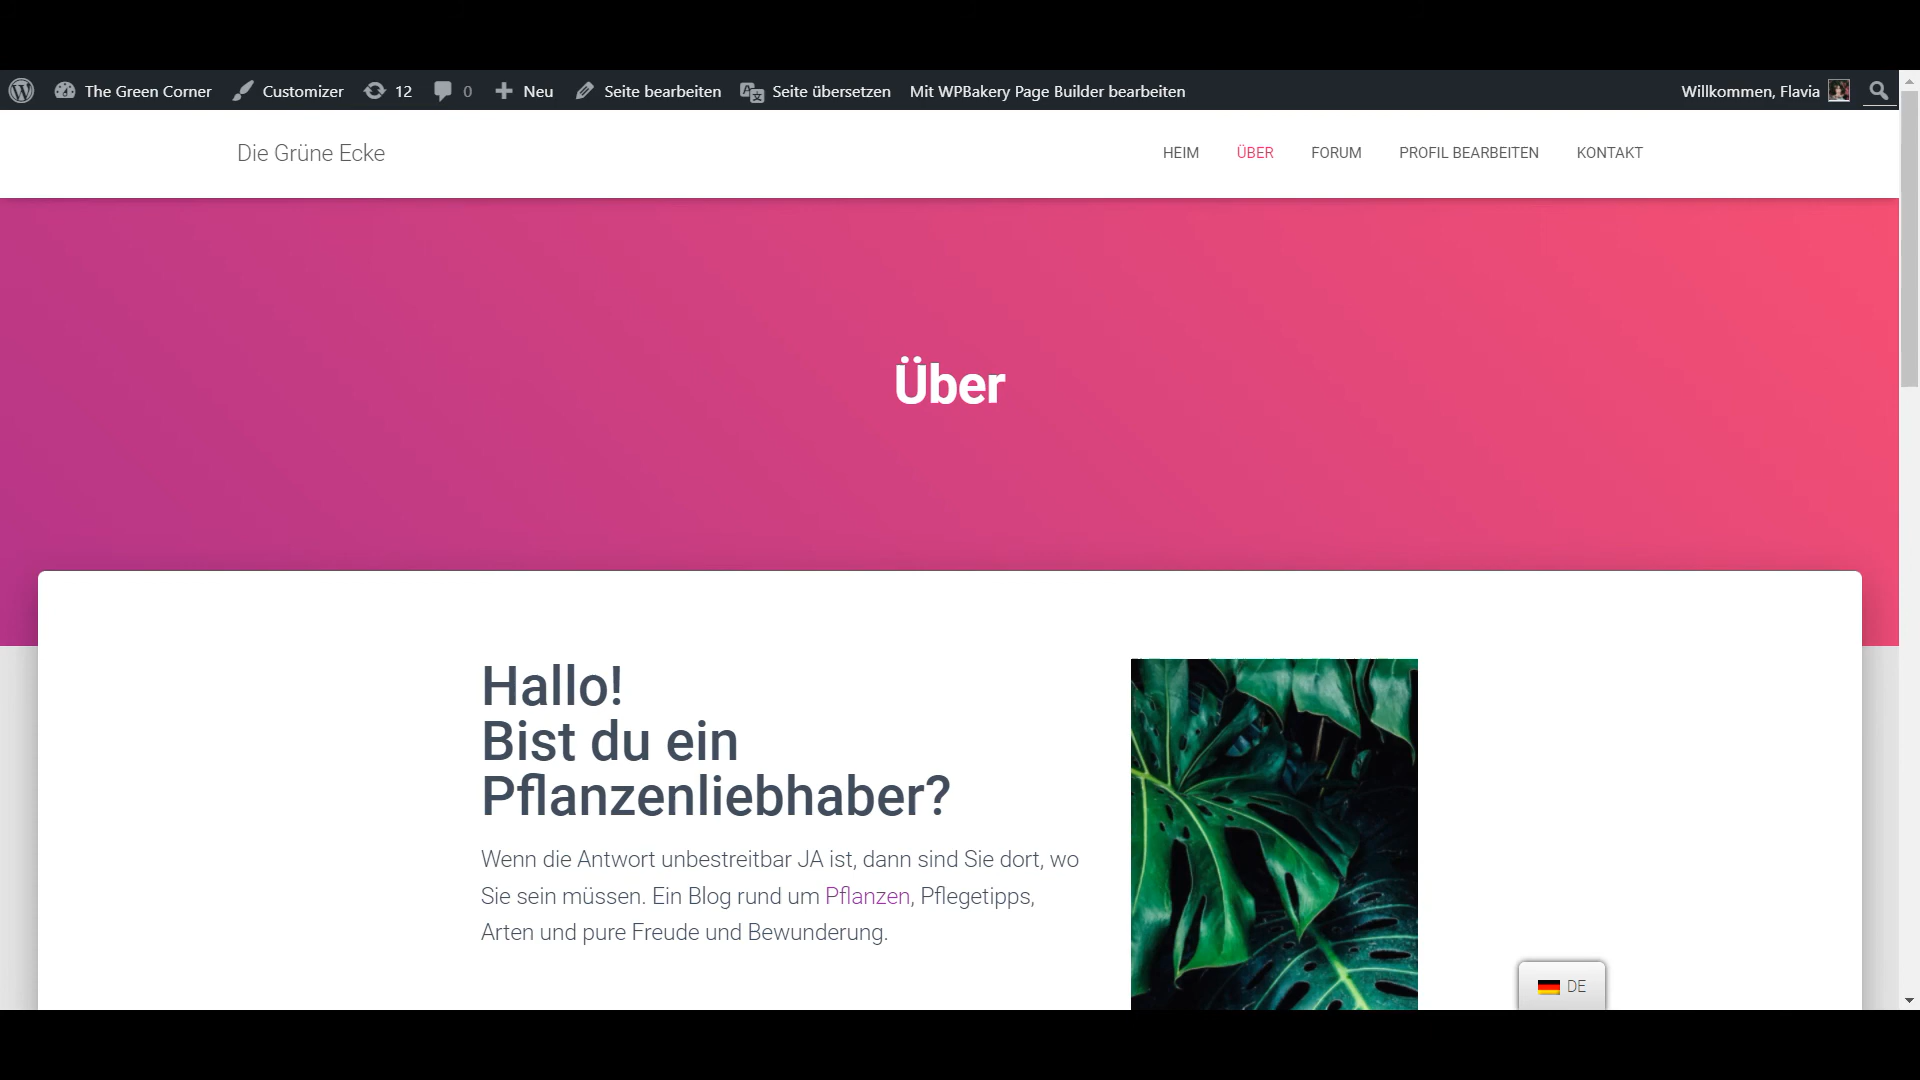 The Green Corner Customizer 12 0 Neu Seite bearbeiten Seite übersetzen Mit WPBakery Page Builder bearbeiten Willkommen, Flavia
Die Grüne Ecke HEIM ÜBER FORUM PROFIL BEARBEITEN KONTAKT
Über
Hallo!
Bist du ein
Pflanzenliebhaber?
Wenn die Antwort unbestreitbar JA ist, dann sind Sie dort, wo
Sie sein müssen. Ein Blog rund um Pflanzen, Pflegetipps,
Arten und pure Freude und Bewunderung.
DE